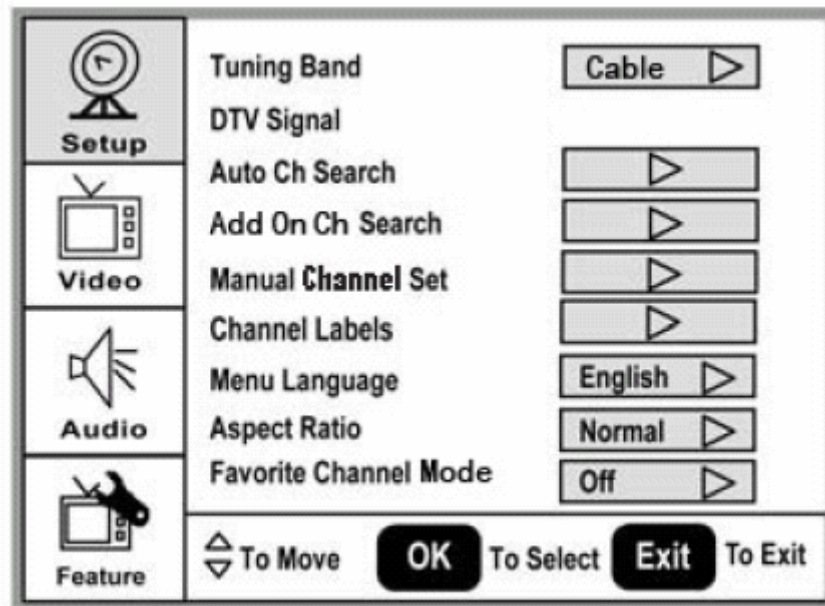 Setup
Video
Audio
Feature
Tuning Band Cable
DTV Signal
Auto Ch Search
Add On Ch Search
Manual Channel Set
Channel Labels
Menu Language English
Aspect Ratio Normal
Favorite Channel Mode Off
To Move OK To Select Exit To Exit